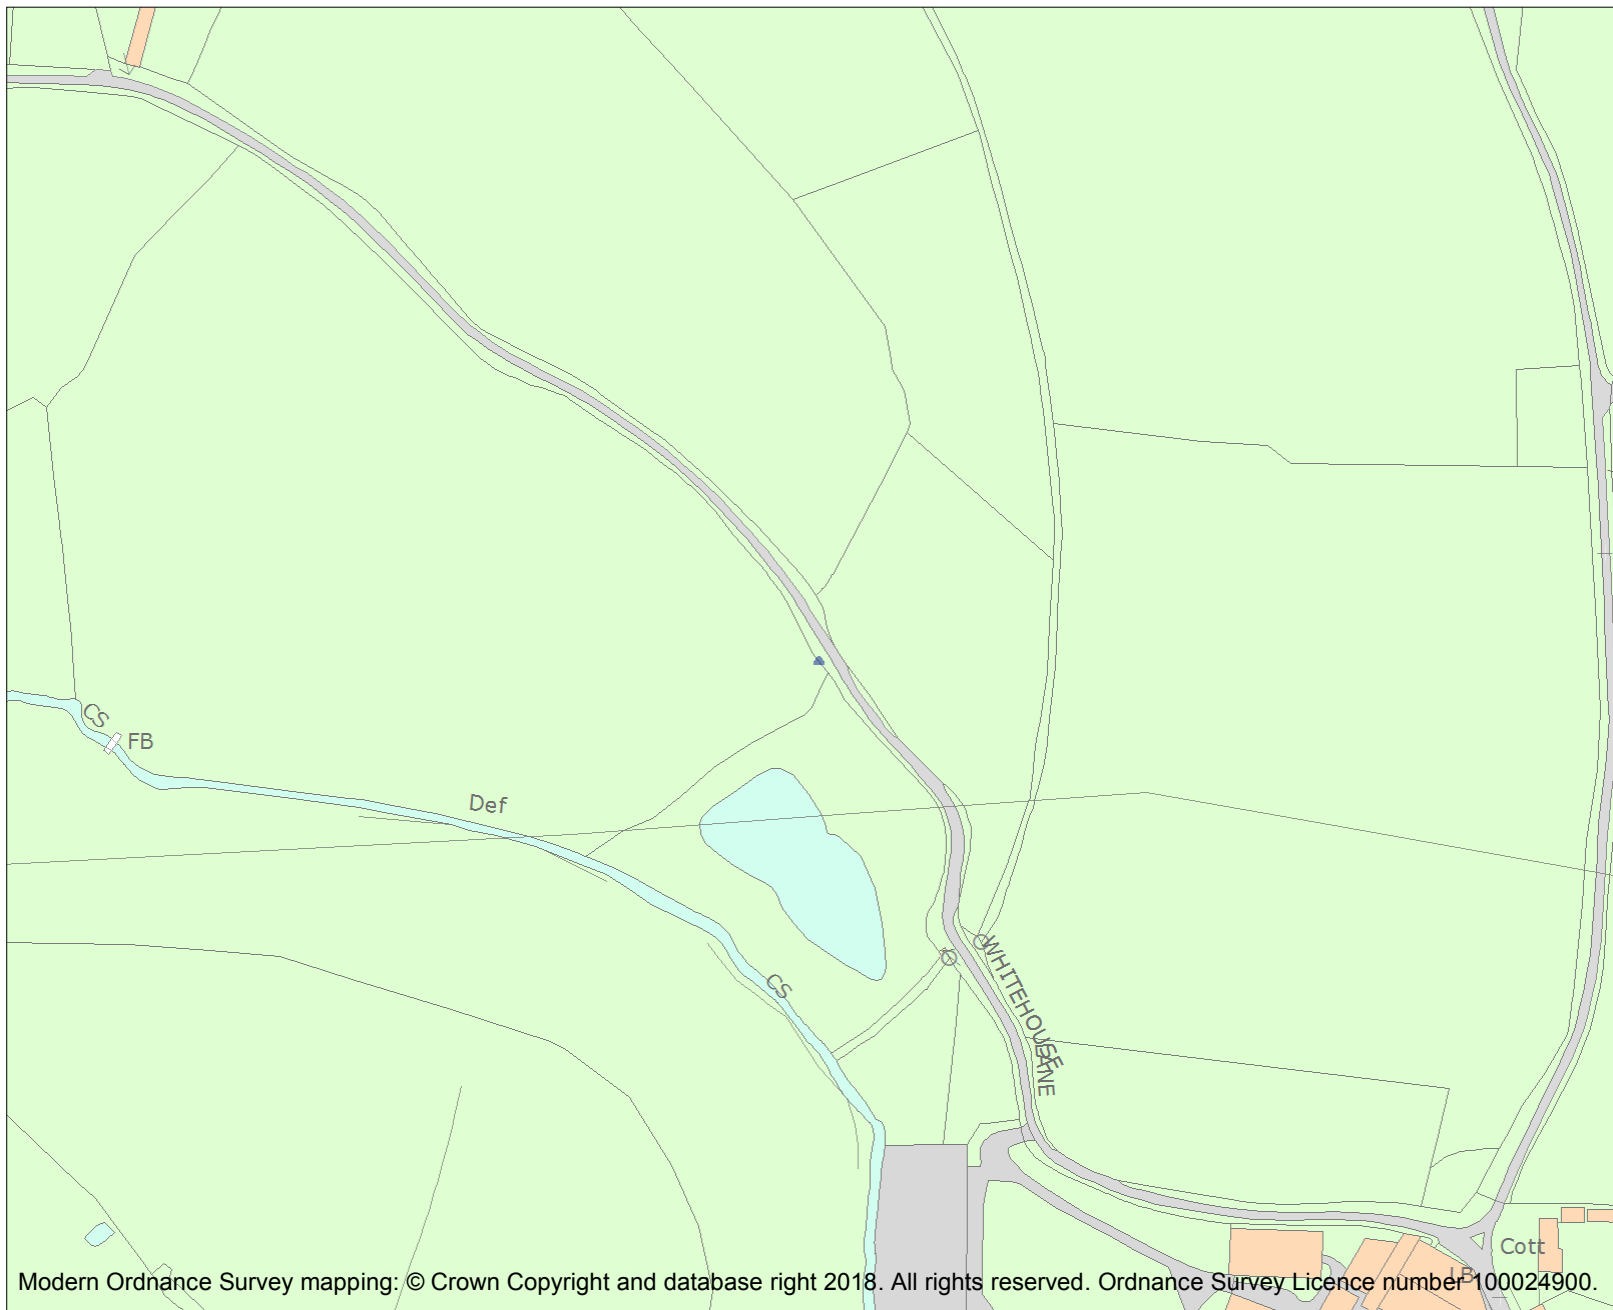 CS
FB
Def
CS
WHITEHOUSE
LANE
Cott
LB
Modern Ordnance Survey mapping: © Crown Copyright and database right 2018. All rights reserved. Ordnance Survey Licence number 100024900.